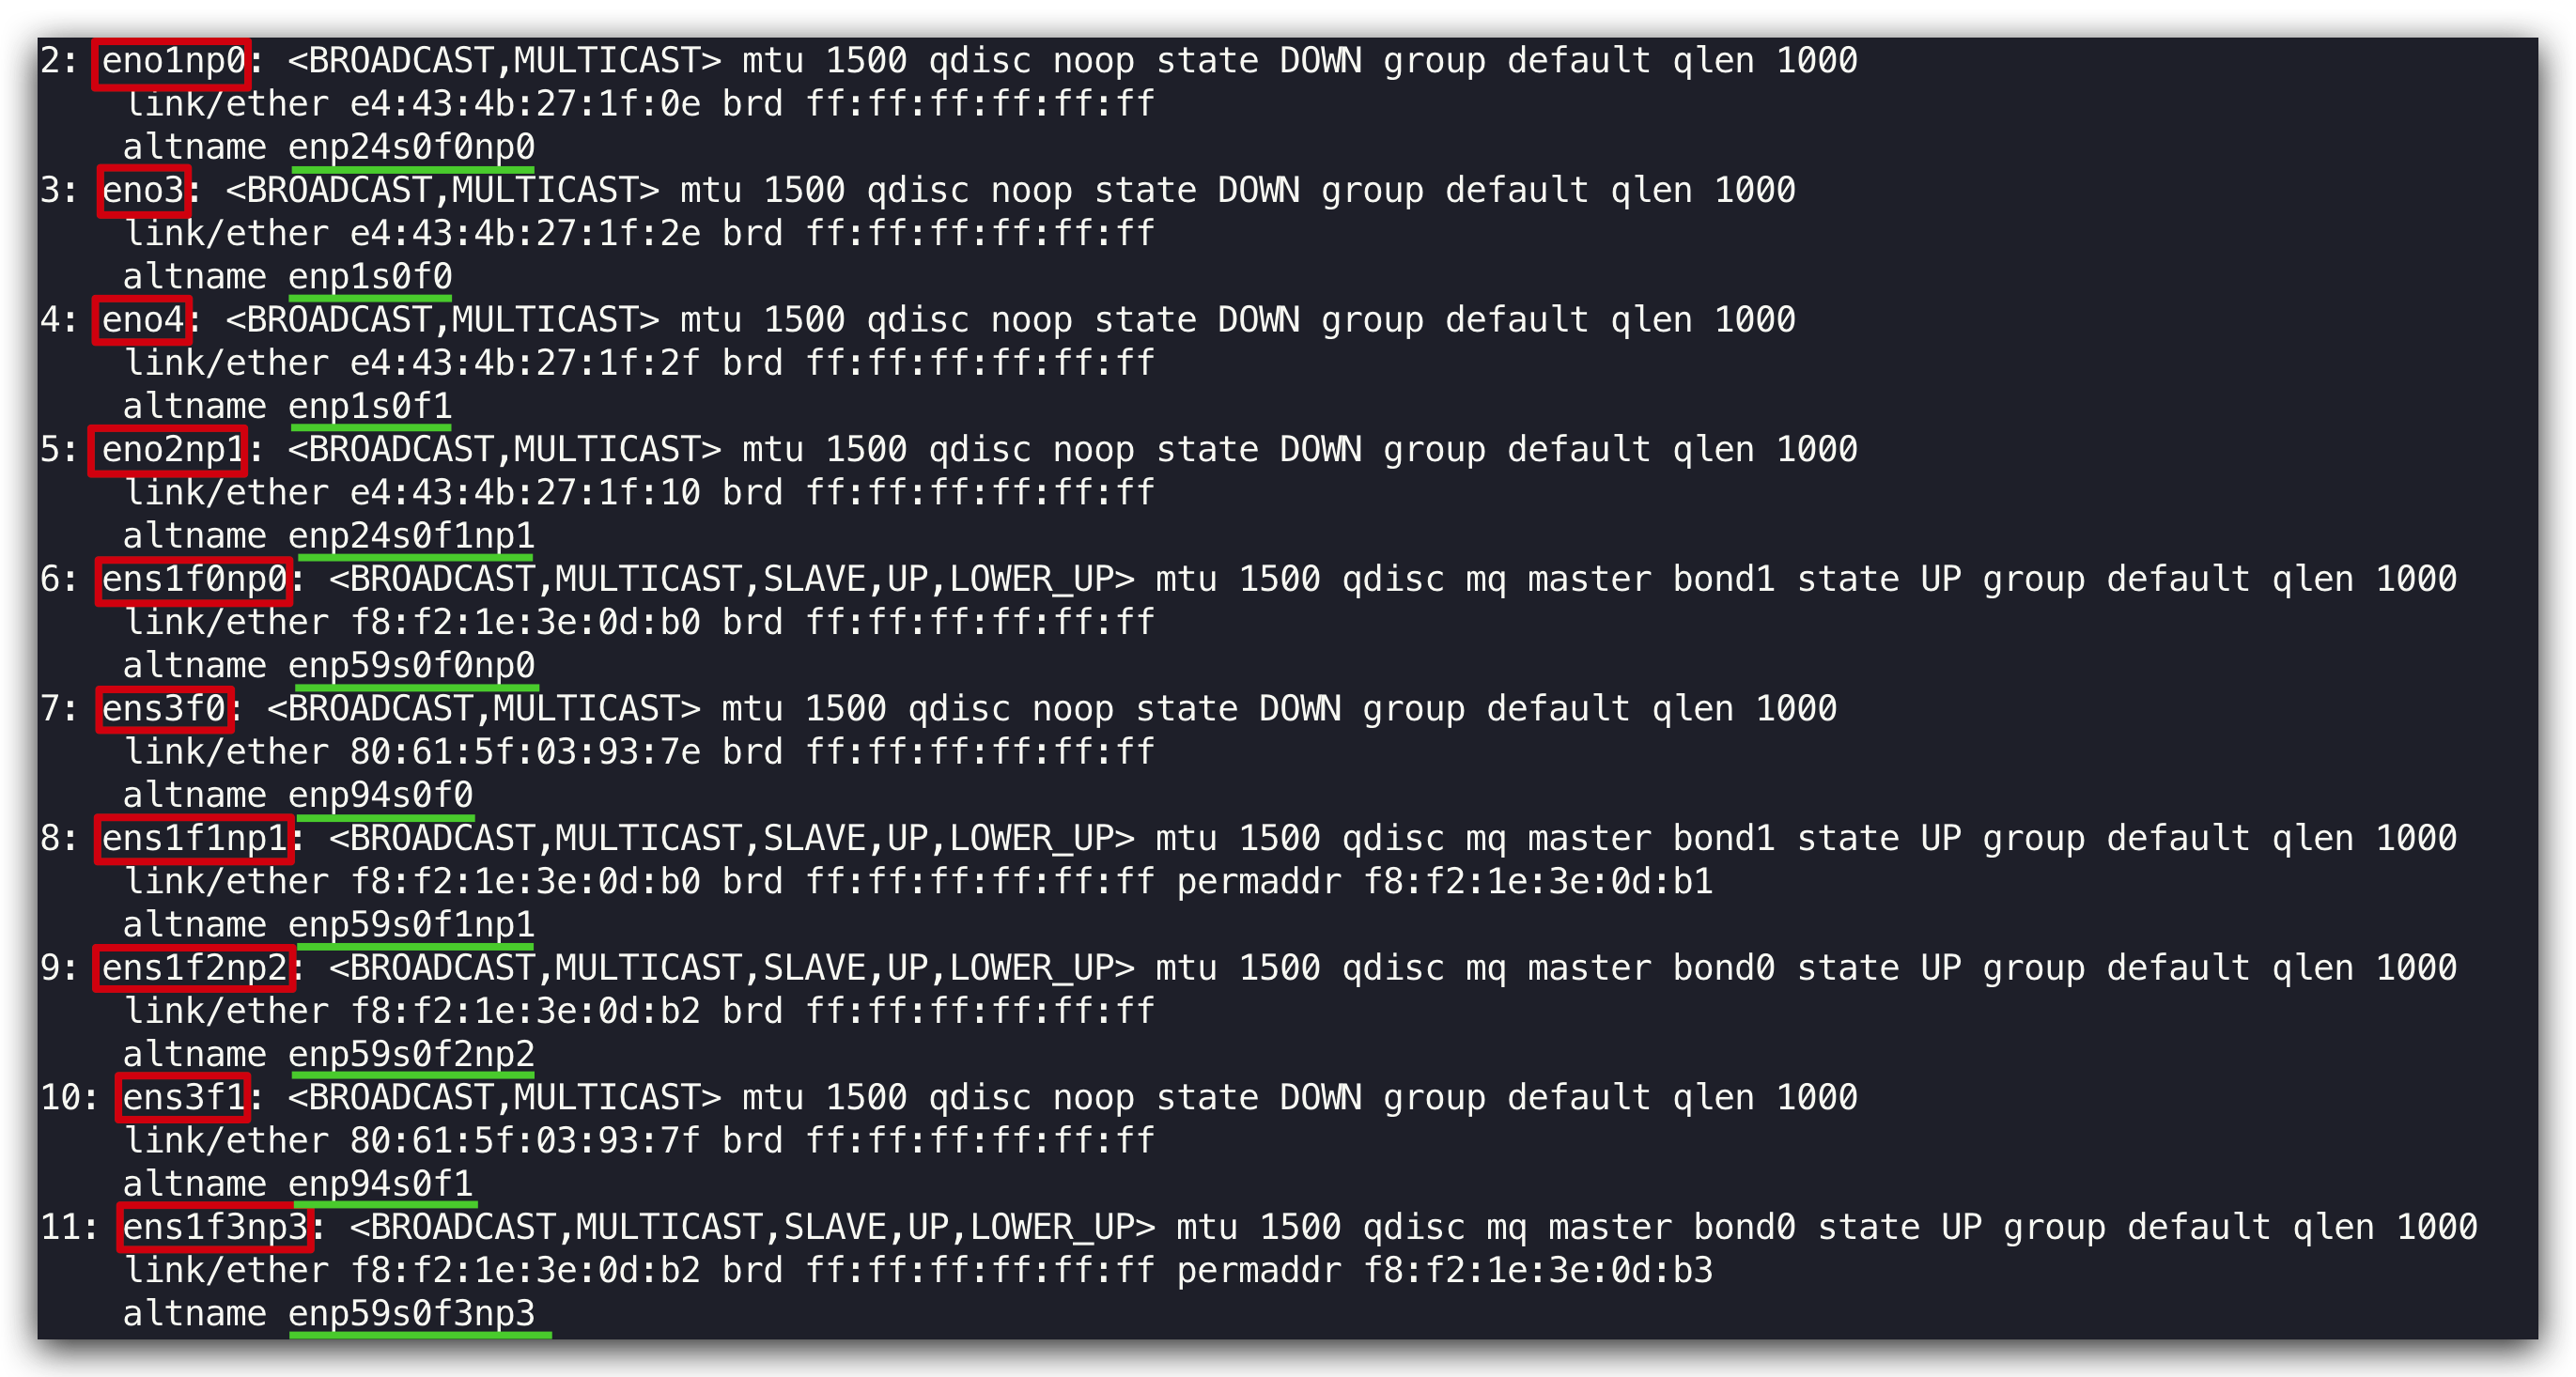 2: eno1np0: <BROADCAST,MULTICAST> mtu 1500 qdisc noop state DOWN group default qlen 1000
link/ether e4:43:4b:27:1f:0e brd ff:ff:ff:ff:ff:ff
altname enp24s0f0np0
3: eno3: <BROADCAST,MULTICAST> mtu 1500 qdisc noop state DOWN group default qlen 1000
link/ether e4:43:4b:27:1f:2e brd ff:ff:ff:ff:ff:ff
altname enp1s0f0
4: eno4: <BROADCAST,MULTICAST> mtu 1500 qdisc noop state DOWN group default qlen 1000
link/ether e4:43:4b:27:1f:2f brd ff:ff:ff:ff:ff:ff
altname enp1s0f1
5: eno2np1: <BROADCAST,MULTICAST> mtu 1500 qdisc noop state DOWN group default qlen 1000
link/ether e4:43:4b:27:1f:10 brd ff:ff:ff:ff:ff:ff
altname enp24s0f1np1
6: ens1f0np0: <BROADCAST,MULTICAST,SLAVE,UP,LOWER_UP> mtu 1500 qdisc mq master bond1 state UP group default qlen 1000
link/ether f8:f2:1e:3e:0d:b0 brd ff:ff:ff:ff:ff:ff
altname enp59s0f0np0
7: ens3f0: <BROADCAST,MULTICAST> mtu 1500 qdisc noop state DOWN group default qlen 1000
link/ether 80:61:5f:03:93:7e brd ff:ff:ff:ff:ff:ff
altname enp94s0f0
8: ens1f1np1: <BROADCAST,MULTICAST,SLAVE,UP,LOWER_UP> mtu 1500 qdisc mq master bond1 state UP group default qlen 1000
link/ether f8:f2:1e:3e:0d:b0 brd ff:ff:ff:ff:ff:ff permaddr f8:f2:1e:3e:0d:b1
altname enp59s0f1np1
9: ens1f2np2: <BROADCAST,MULTICAST,SLAVE,UP,LOWER_UP> mtu 1500 qdisc mq master bond0 state UP group default qlen 1000
link/ether f8:f2:1e:3e:0d:b2 brd ff:ff:ff:ff:ff:ff
altname enp59s0f2np2
10: ens3f1: <BROADCAST,MULTICAST> mtu 1500 qdisc noop state DOWN group default qlen 1000
link/ether 80:61:5f:03:93:7f brd ff:ff:ff:ff:ff:ff
altname enp94s0f1
11: ens1f3np3: <BROADCAST,MULTICAST,SLAVE,UP,LOWER_UP> mtu 1500 qdisc mq master bond0 state UP group default qlen 1000
link/ether f8:f2:1e:3e:0d:b2 brd ff:ff:ff:ff:ff:ff permaddr f8:f2:1e:3e:0d:b3
altname enp59s0f3np3